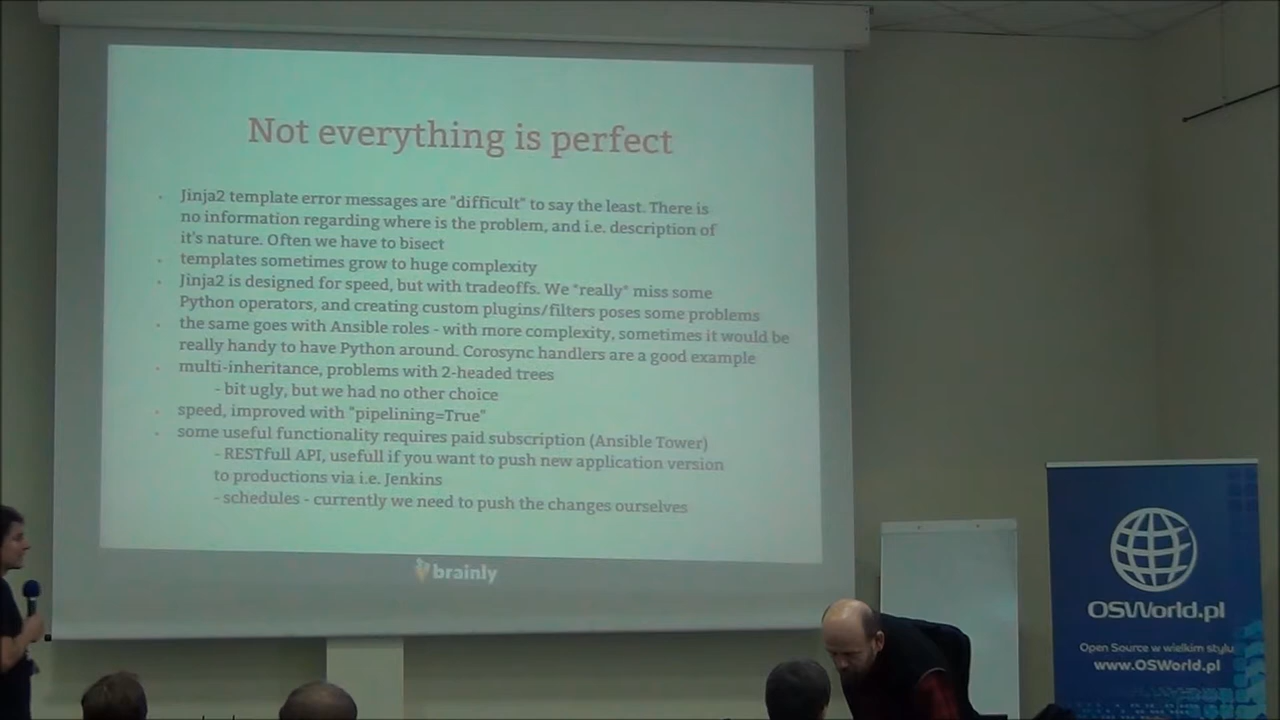 Not everything is perfect
Jinja2 template error messages are "difficult" to say the least. There is
no information regarding where is the problem, and i.e. description of
it's nature. Often we have to bisect
templates sometimes grow to huge complexity
Jinja2 is designed for speed, but with tradeoffs. We "really" miss some
Python operators, and creating custom plugins/filters poses some problems
the same goes with Ansible roles - with more complexity, sometimes it would be
really handy to have Python around. Corosync handlers are a good example
multi-inheritance, problems with 2-headed trees
- bit ugly, but we had no other choice
speed, improved with "pipelining=True"
some useful functionality requires paid subscription (Ansible Tower)
- RESTfull API, usefull if you want to push new application version
to productions via i.e. Jenkins
- schedules - currently we need to push the changes ourselves
brainly
OSWorld.pl
Open Source w wielkim stylu
www.OSWorld.pl